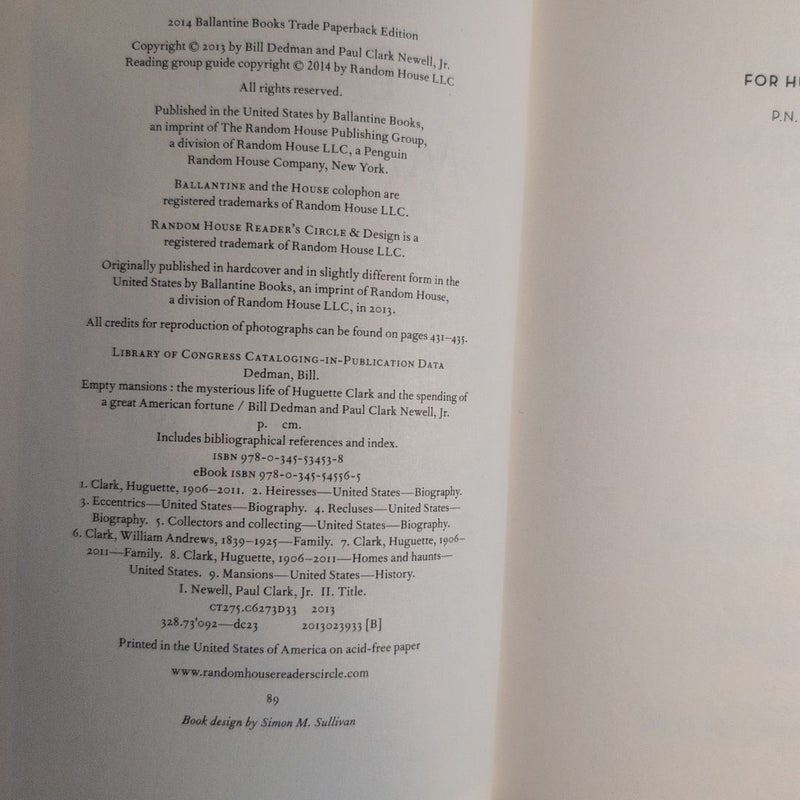 2014 Ballantine Books Trade Paperback Edition
Copyright © 2013 by Bill Dedman and Paul Clark Newell, Jr.
Reading group guide copyright © 2014 by Random House LLC
All rights reserved.
Published in the United States by Ballantine Books,
an imprint of The Random House Publishing Group,
a division of Random House LLC, a Penguin
Random House Company, New York.
BALLANTINE and the HOUSE colophon are
registered trademarks of Random House LLC.
RANDOM HOUSE READER'S CIRCLE & Design is a
registered trademark of Random House LLC.
Originally published in hardcover and in slightly different form in the
United States by Ballantine Books, an imprint of Random House,
a division of Random House LLC, in 2013.
All credits for reproduction of photographs can be found on pages 431–435.
LIBRARY OF CONGRESS CATALOGING-IN-PUBLICATION DATA
Dedman, Bill.
Empty mansions : the mysterious life of Huguette Clark and the spending of
a great American fortune / Bill Dedman and Paul Clark Newell, Jr.
p. cm.
Includes bibliographical references and index.
ISBN 978-0-345-53453-8
eBook ISBN 978-0-345-54556-5
1. Clark, Huguette, 1906–2011. 2. Heiresses—United States—Biography.
3. Eccentrics—United States—Biography. 4. Recluses—United States—
Biography. 5. Collectors and collecting—United States—Biography.
6. Clark, William Andrews, 1839–1925—Family. 7. Clark, Huguette, 1906–
2011—Family. 8. Clark, Huguette, 1906–2011—Homes and haunts—
United States. 9. Mansions—United States—History.
I. Newell, Paul Clark, Jr. II. Title.
CT275.C6273D33 2013
328.73'092—dc23 2013023933 [B]
Printed in the United States of America on acid-free paper
www.randomhousereaderscircle.com
89
Book design by Simon M. Sullivan
FOR H
P.N.